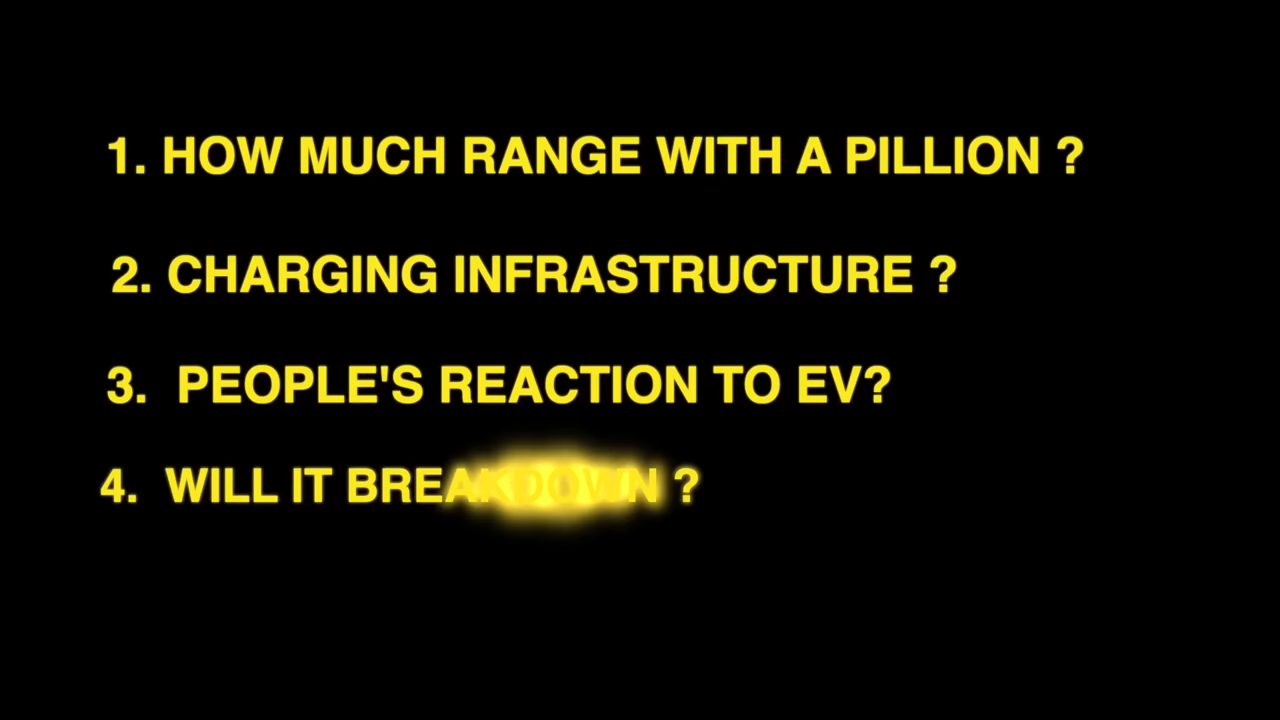 1. HOW MUCH RANGE WITH A PILLION ?
2. CHARGING INFRASTRUCTURE ?
3. PEOPLE'S REACTION TO EV?
4. WILL IT BREAKDOWN ?